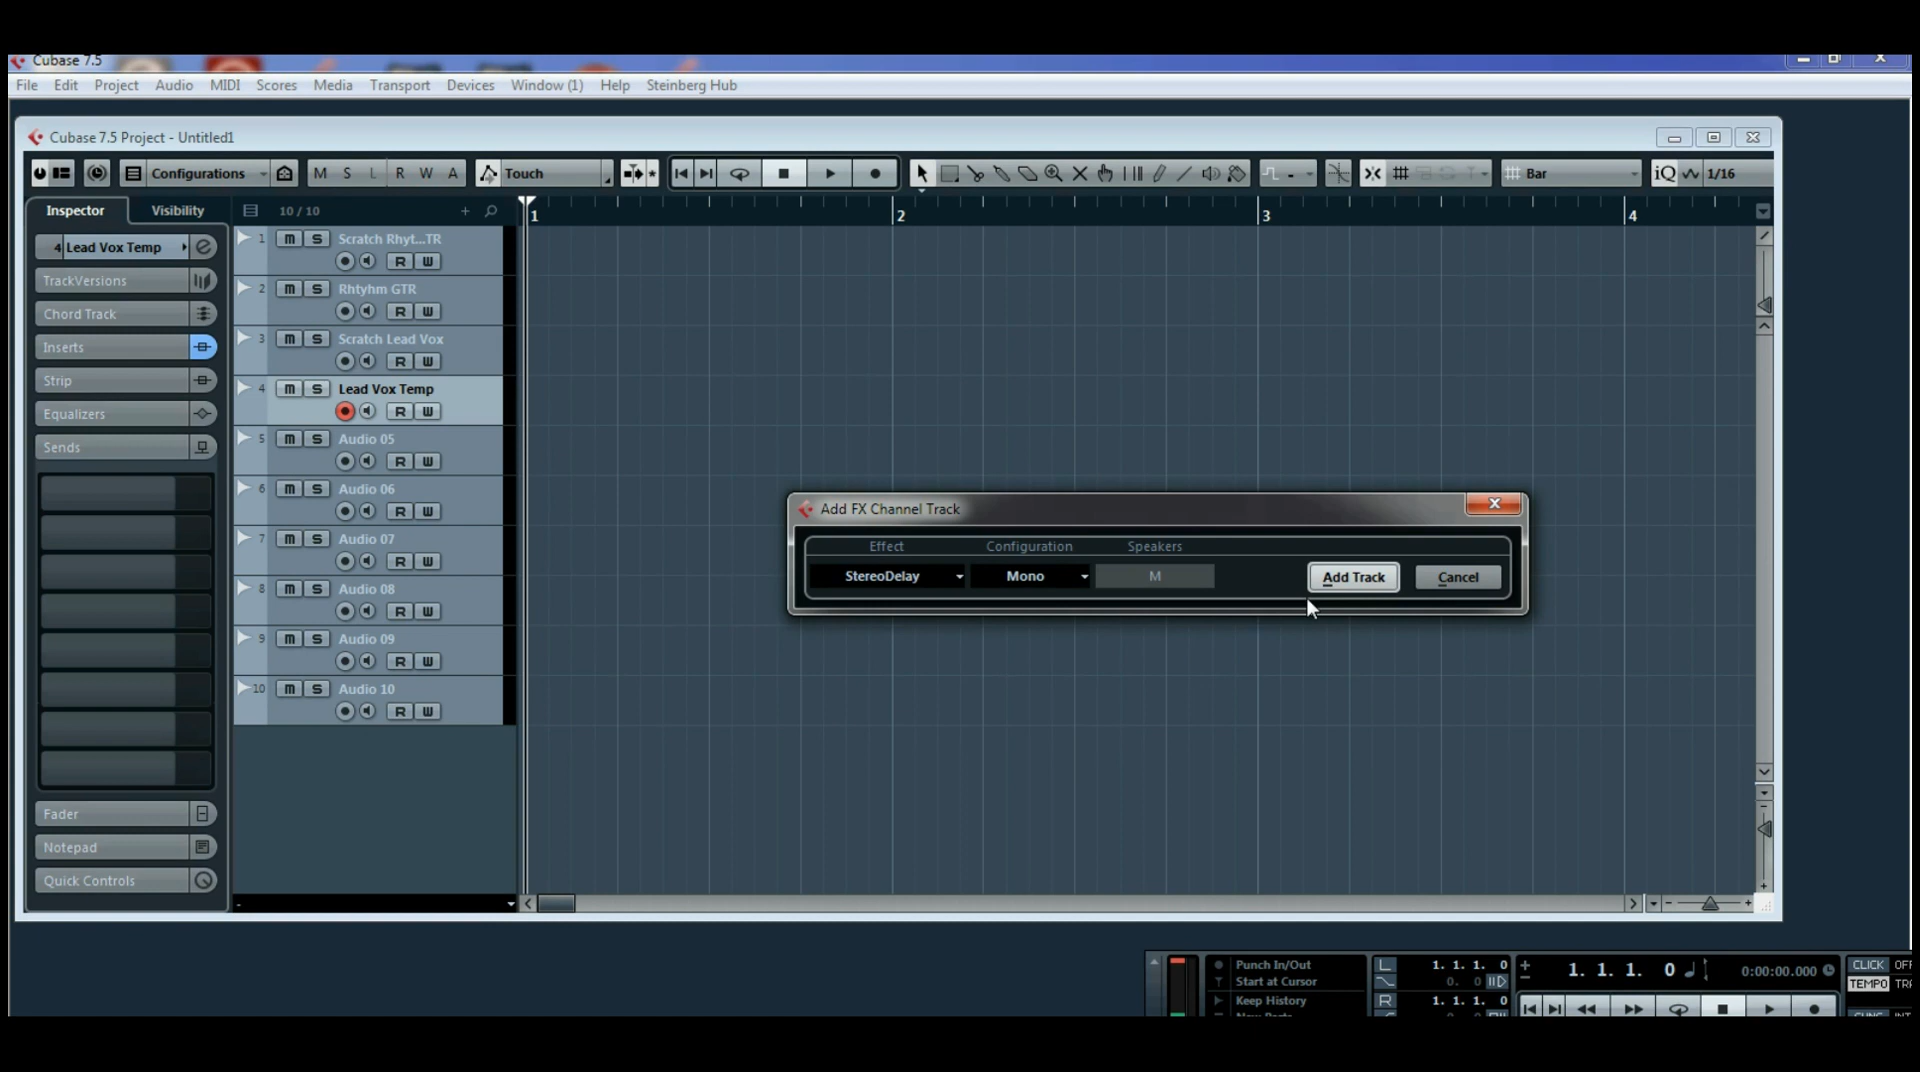 Cubase 7.5
File Edit Project Audio MIDI Scores Media Transport Devices Window (1) Help Steinberg Hub
Cubase 7.5 Project - Untitled1
Configurations M S L R W A Touch Bar iQ 1/16
Inspector Visibility 10 / 10 + 1 2 3 4
4 Lead Vox Temp
TrackVersions
Chord Track
Inserts
Strip
Equalizers
Sends
Fader
Notepad
Quick Controls
1 m S Scratch Rhyt...TR
R W
2 m S Rhtyhm GTR
R W
3 m S Scratch Lead Vox
R W
4 m S Lead Vox Temp
R W
5 m S Audio 05
R W
6 m S Audio 06
R W
7 m S Audio 07
R W
8 m S Audio 08
R W
9 m S Audio 09
R W
10 m S Audio 10
R W
Add FX Channel Track
Effect Configuration Speakers
StereoDelay Mono M Add Track Cancel
Punch In/Out L 1. 1. 1. 0 1. 1. 1. 0 0:00:00.000 CLICK OF
Start at Cursor 0. 0 TEMPO TR
Keep History R 1. 1. 1. 0